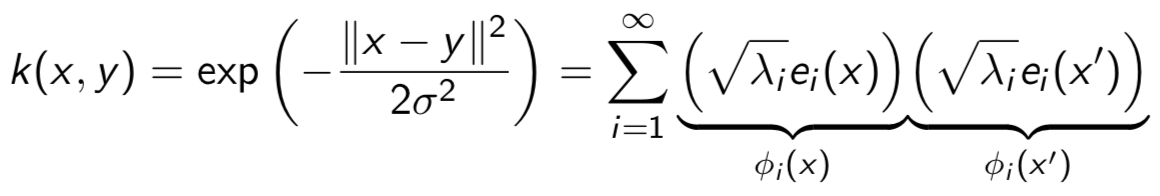 k(x, y) = exp(−‖x − y‖² / 2σ²) = ∑_{i=1}^{∞} (√λ_i e_i(x)) (√λ_i e_i(x′))
ϕ_i(x) ϕ_i(x′)